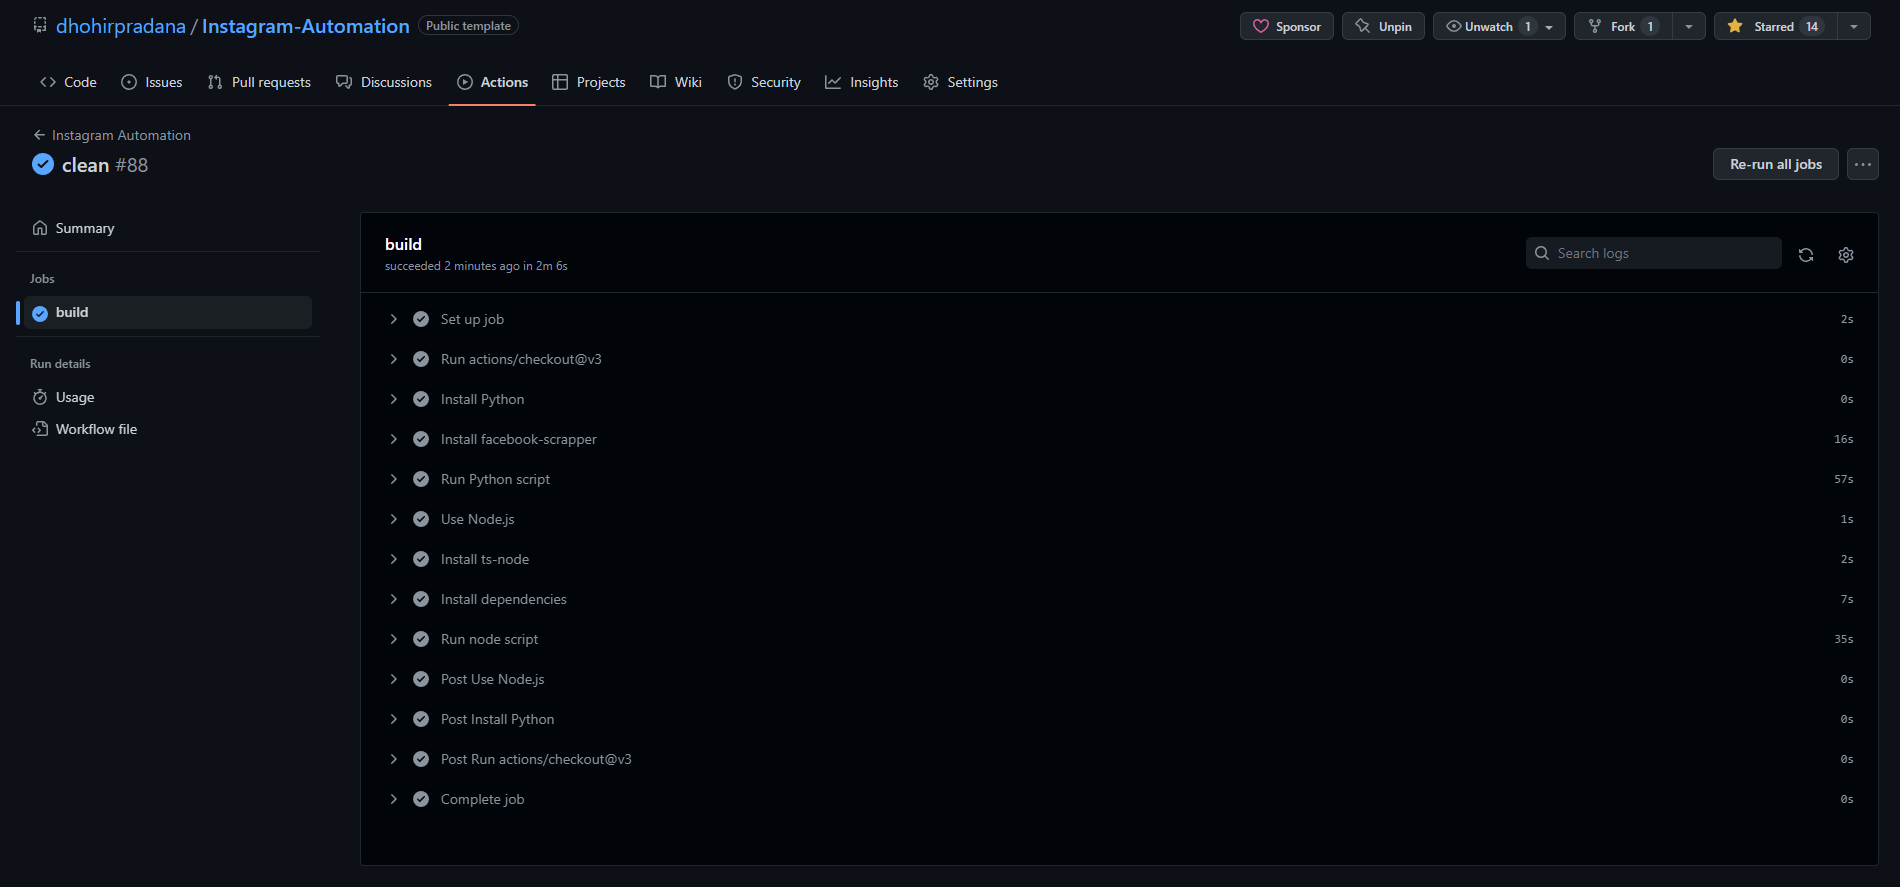 dhohirpradana / Instagram-Automation Public template Sponsor Unpin Unwatch 1 Fork 1 Starred 14
Code Issues Pull requests Discussions Actions Projects Wiki Security Insights Settings
Instagram Automation
clean #88
Re-run all jobs
Summary
Jobs
build
Run details
Usage
Workflow file
build
succeeded 2 minutes ago in 2m 6s
Search logs
Set up job 2s
Run actions/checkout@v3 0s
Install Python 0s
Install facebook-scrapper 16s
Run Python script 57s
Use Node.js 1s
Install ts-node 2s
Install dependencies 7s
Run node script 35s
Post Use Node.js 0s
Post Install Python 0s
Post Run actions/checkout@v3 0s
Complete job 0s